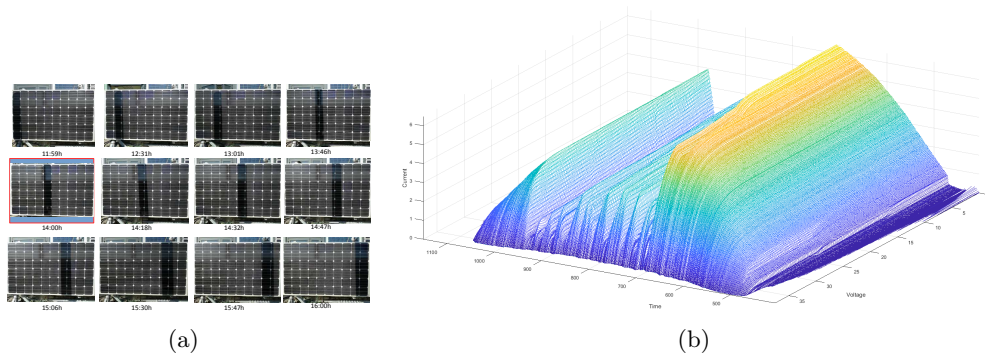 11:59h 12:31h 13:01h 13:46h
14:00h 14:18h 14:32h 14:47h
15:06h 15:30h 15:47h 16:00h
(a)
6
5
4
3
2
1
0
Current
1100 1000 900 800 700 600 500
Time
5
10
15
20
25
30
35
Voltage
(b)